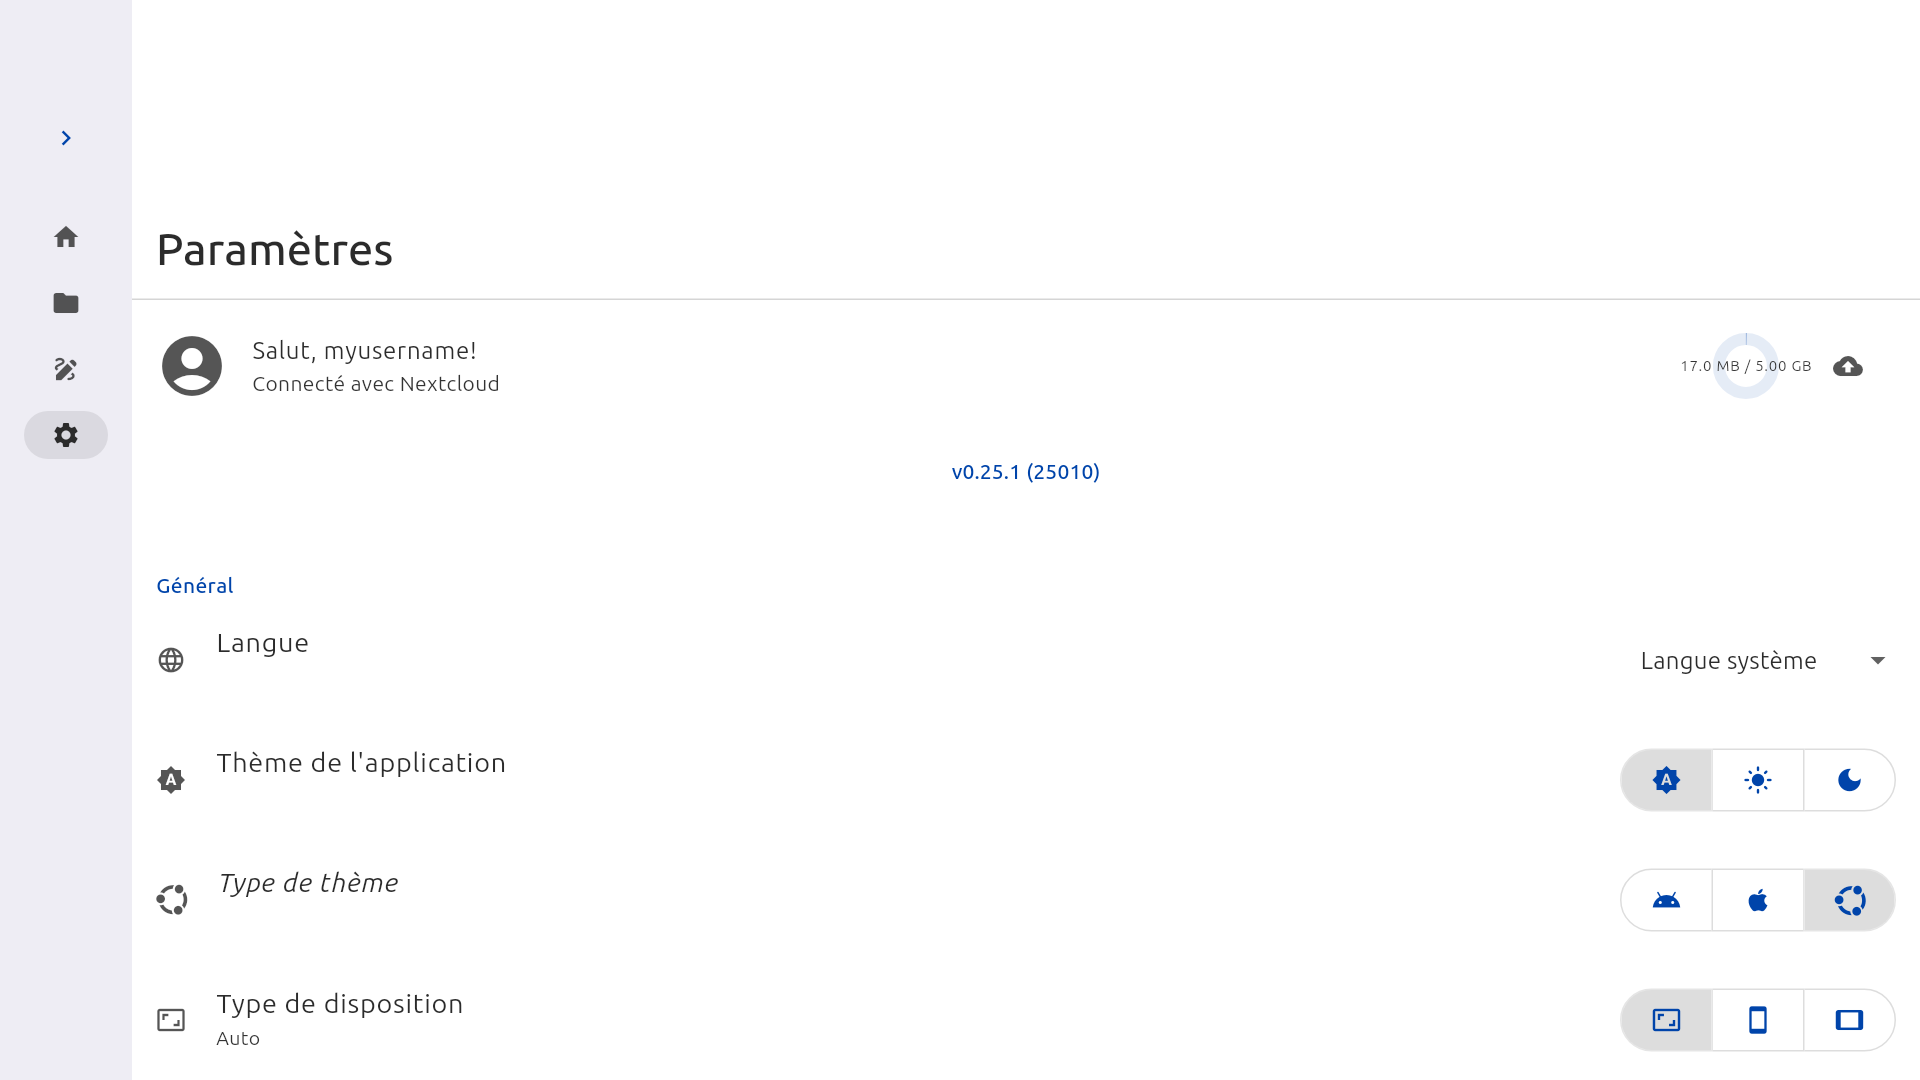 Paramètres
Salut, myusername!
Connecté avec Nextcloud
17.0 MB / 5.00 GB
v0.25.1 (25010)
Général
Langue
Langue système
Thème de l'application
Type de thème
Type de disposition
Auto